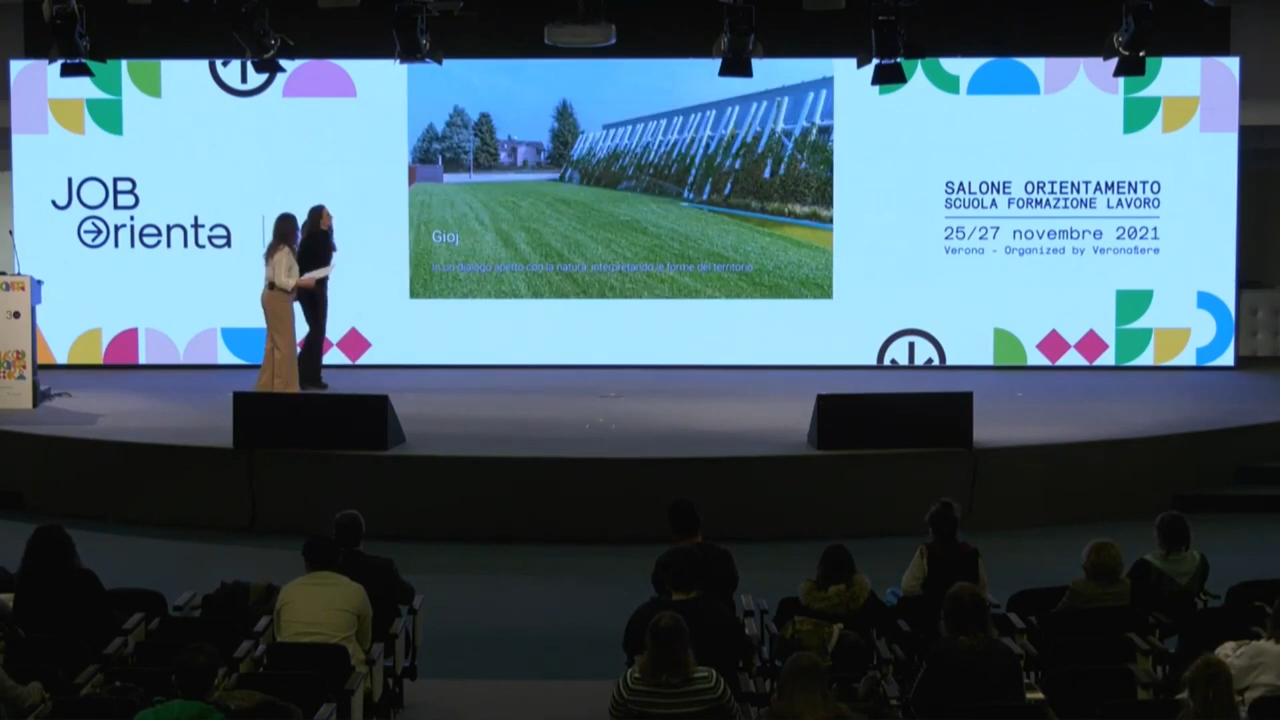 JOB
Orienta
Gioj
In un dialogo aperto con la natura, interpretando le forme del territorio
SALONE ORIENTAMENTO
SCUOLA FORMAZIONE LAVORO
25/27 novembre 2021
Verona - Organized by Veronafiere
30